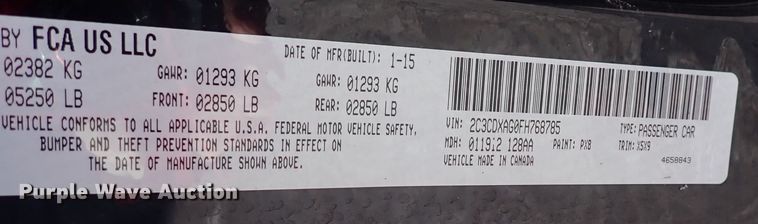 BY FCA US LLC
DATE OF MFR(BUILT): 1-15
02382 KG GAWR: 01293 KG GAWR: 01293 KG
05250 LB FRONT: 02850 LB REAR: 02850 LB
VEHICLE CONFORMS TO ALL APPLICABLE U.S.A. FEDERAL MOTOR VEHICLE SAFETY,
BUMPER AND THEFT PREVENTION STANDARDS IN EFFECT ON
THE DATE OF MANUFACTURE SHOWN ABOVE.
VIN: 2C3CDXAG0FH768785 TYPE: PASSENGER CAR
MDH: 011912 128AA PAINT: PX8 TRIM: X5X9
VEHICLE MADE IN CANADA 4658843
Purple Wave Auction